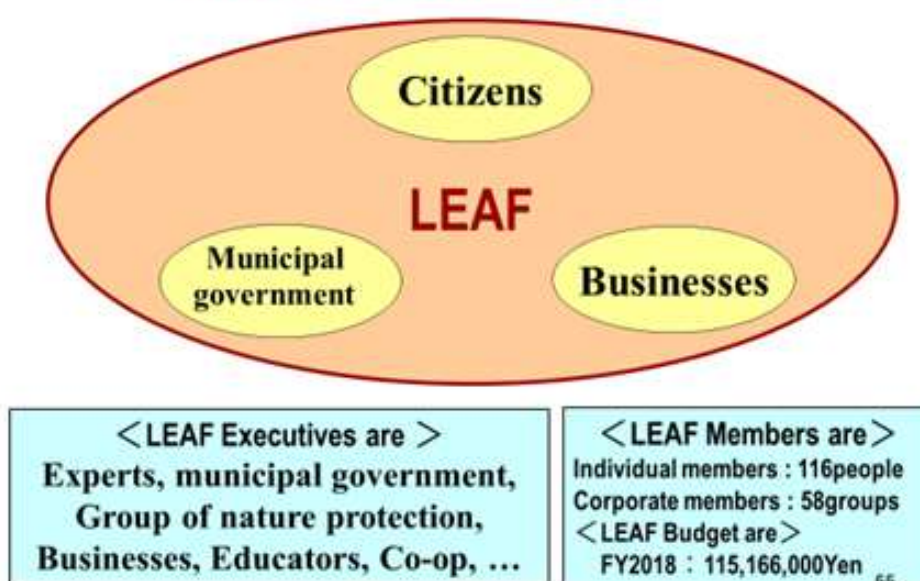 Citizens
LEAF
Municipal
government
Businesses
<LEAF Executives are >
Experts, municipal government,
Group of nature protection,
Businesses, Educators, Co-op, …
<LEAF Members are>
Individual members : 116people
Corporate members : 58groups
<LEAF Budget are>
FY2018 : 115,166,000Yen